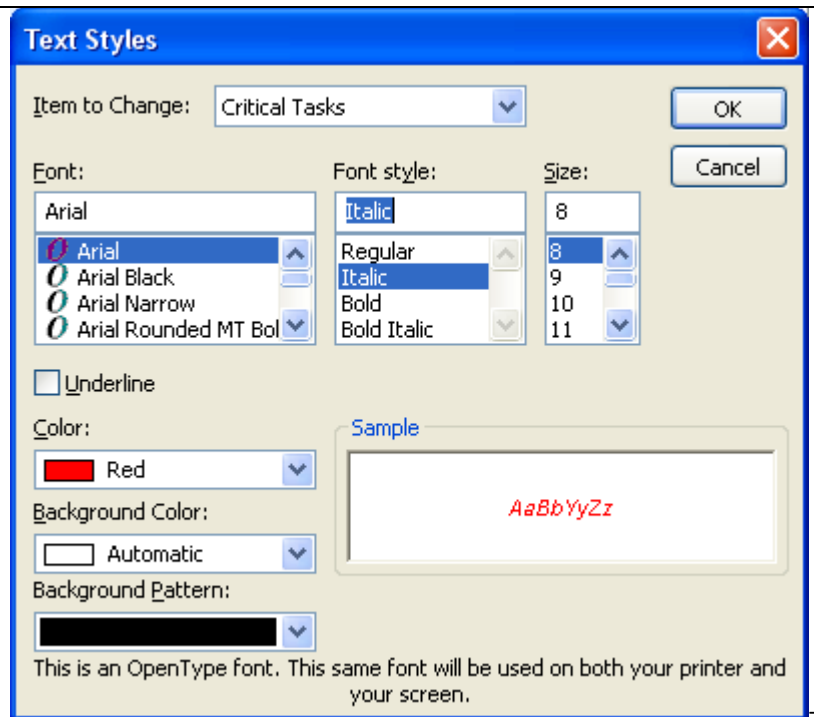 Text Styles
Item to Change: Critical Tasks
OK
Cancel
Font: Font style: Size:
Arial Italic 8
Arial Regular 8
Arial Black Italic 9
Arial Narrow Bold 10
Arial Rounded MT Bol Bold Italic 11
Underline
Color: Sample
Red
AaBbYyZz
Background Color:
Automatic
Background Pattern:
This is an OpenType font. This same font will be used on both your printer and
your screen.